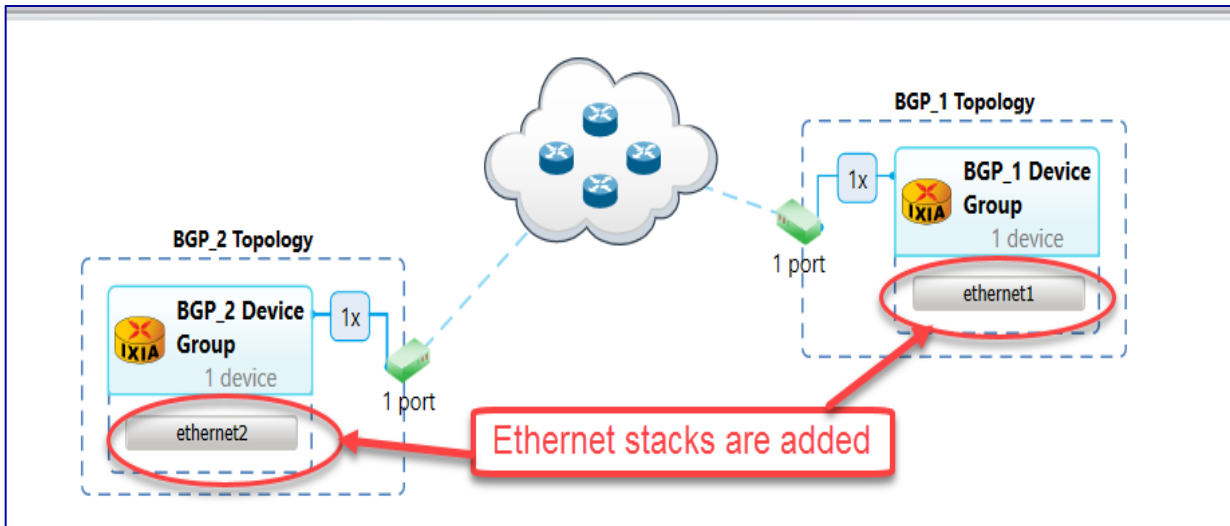 BGP_1 Topology
1x
BGP_1 Device
Group
IXIA
1 device
1 port
ethernet1
BGP_2 Topology
BGP_2 Device
Group
IXIA
1 device
1x
1 port
ethernet2
Ethernet stacks are added